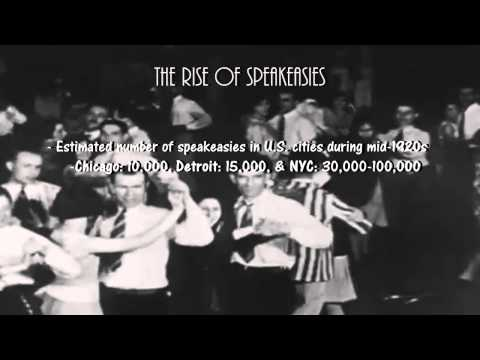 THE RISE OF SPEAKEASIES
- Estimated number of speakeasies in U.S. cities during mid-1920s
-Chicago: 10,000, Detroit: 15,000, & NYC: 30,000-100,000